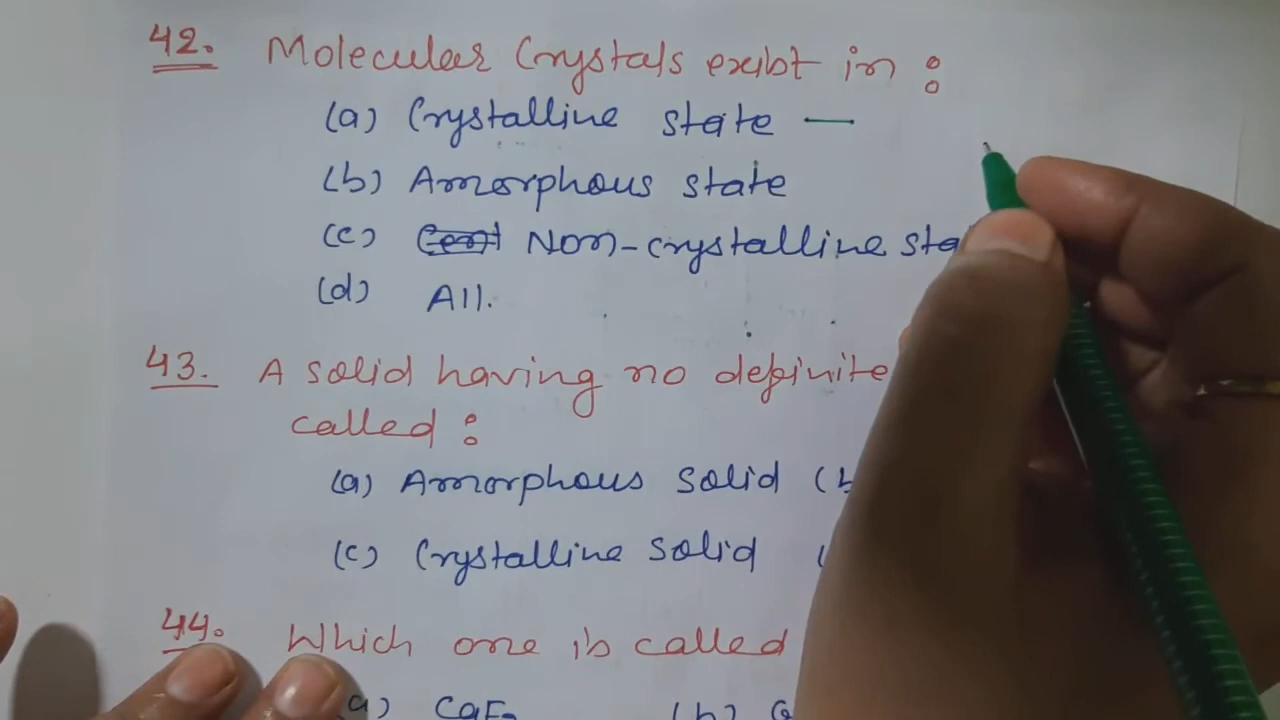 42. Molecular Crystals exist in :
(a) Crystalline state —
(b) Amorphous state
(c) Non-crystalline
(d) All.
43. A solid having no definite
called :
(a) Amorphous solid
(c) Crystalline solid
44. Which one is called
(a) (b)